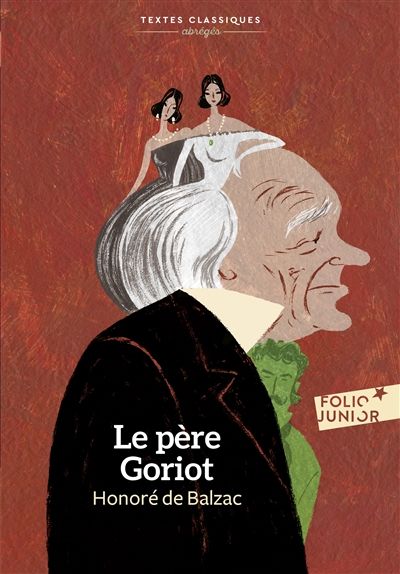 TEXTES CLASSIQUES
abrégés
FOLIO
JUNIOR
Le père
Goriot
Honoré de Balzac